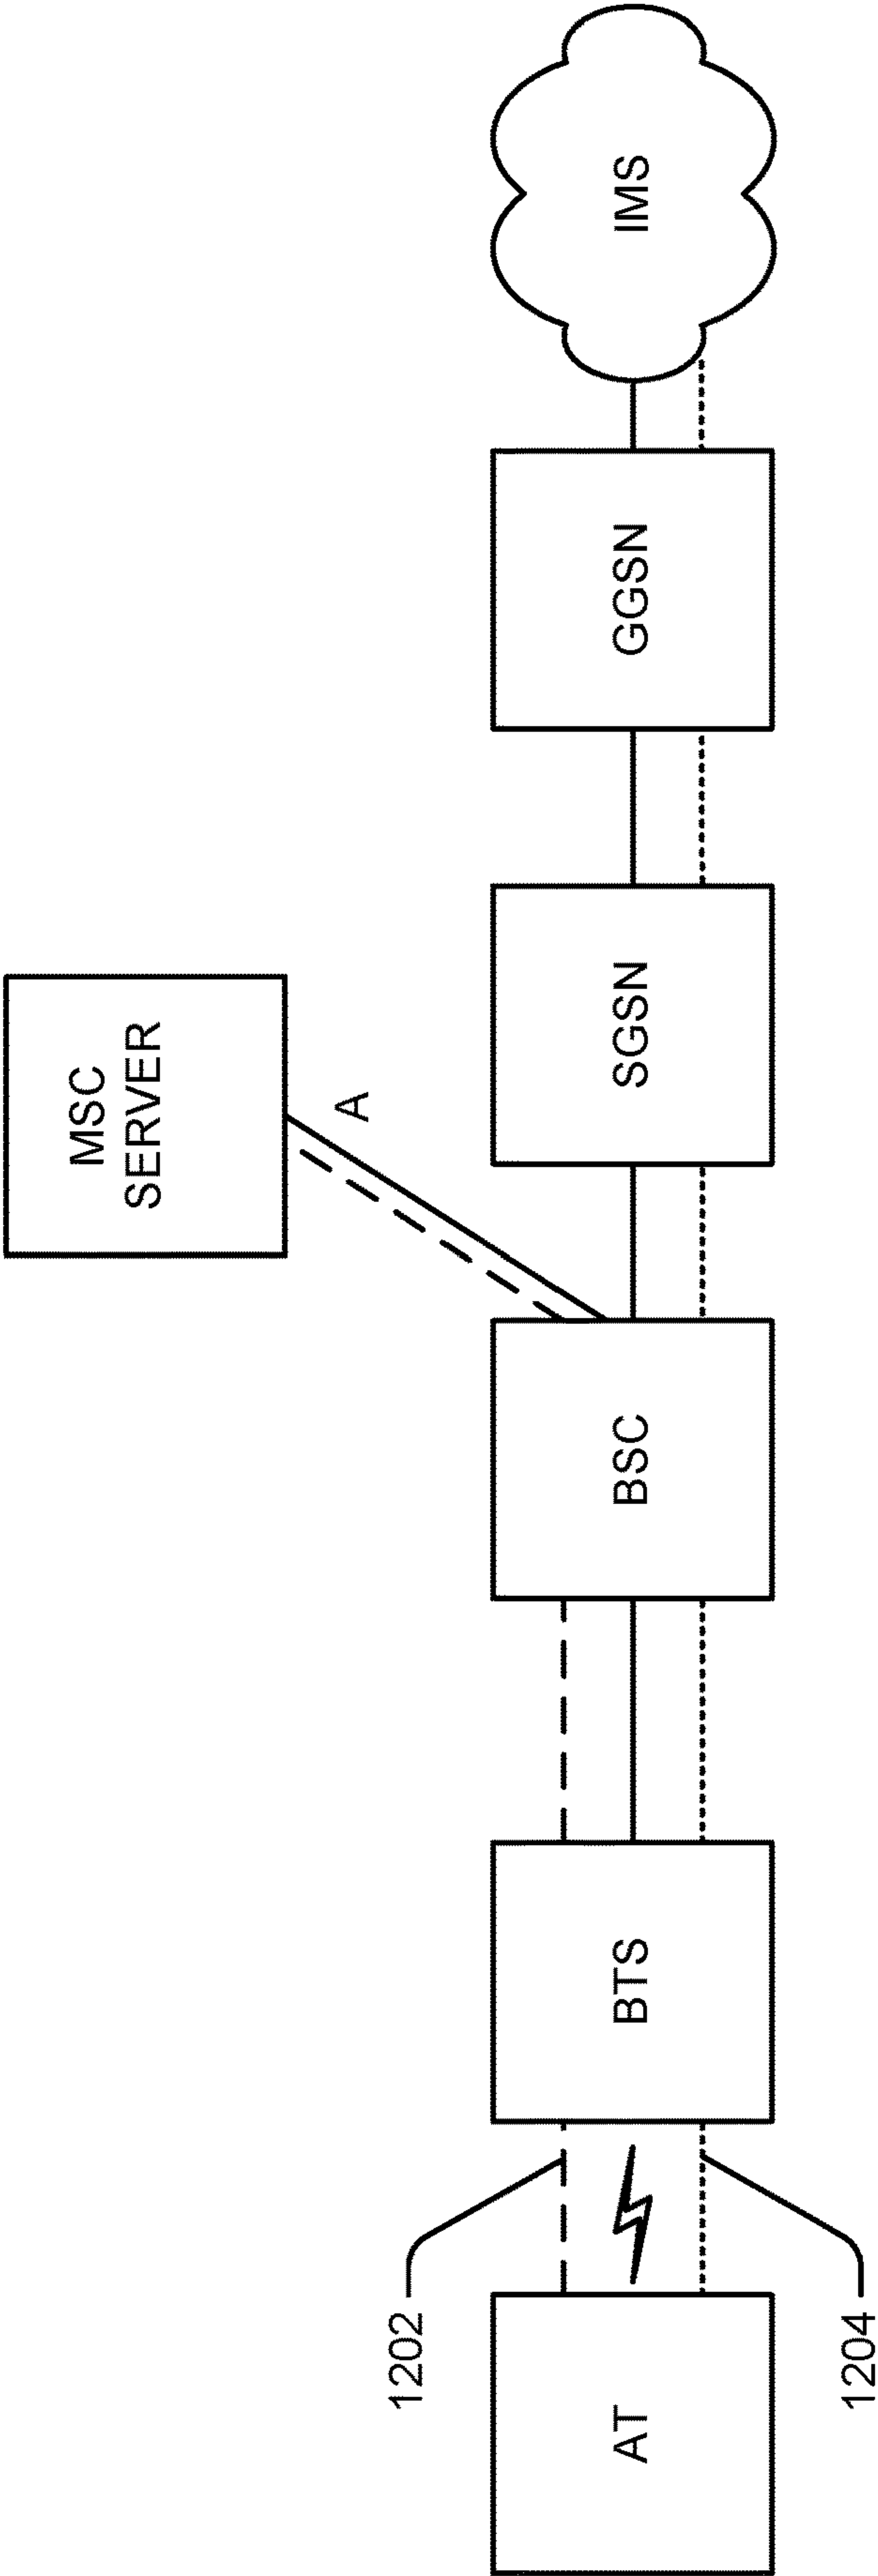 MSC
SERVER
A
1202
AT
BTS
BSC
SGSN
GGSN
IMS
1204